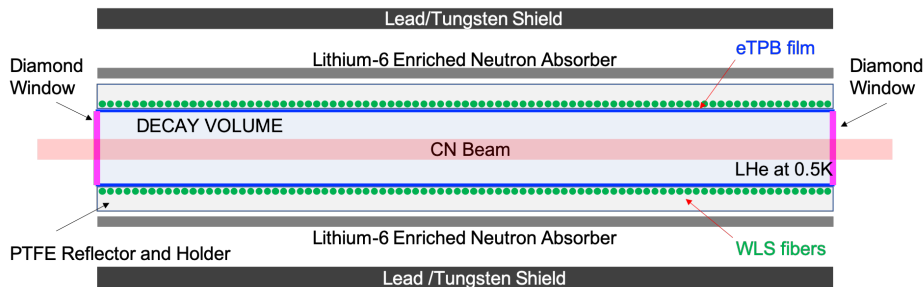 Lead/Tungsten Shield
eTPB film
Lithium-6 Enriched Neutron Absorber
Diamond
Window
Diamond
Window
DECAY VOLUME
CN Beam
LHe at 0.5K
PTFE Reflector and Holder
Lithium-6 Enriched Neutron Absorber
WLS fibers
Lead /Tungsten Shield